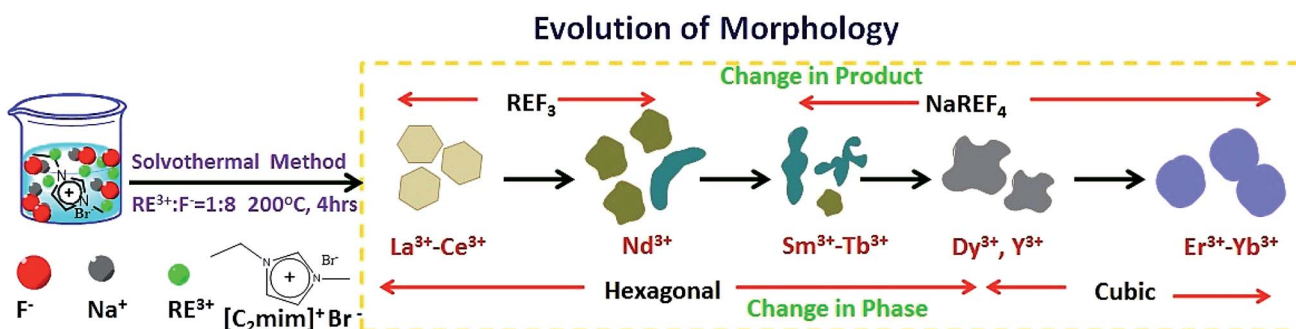 Evolution of Morphology
Change in Product
REF₃
NaREF₄
Solvothermal Method
RE³⁺:F⁻=1:8 200⁰C, 4hrs
N
+
N
Br⁻
La³⁺-Ce³⁺
Nd³⁺
Sm³⁺-Tb³⁺
Dy³⁺, Y³⁺
Er³⁺-Yb³⁺
Hexagonal
Cubic
Change in Phase
F⁻
Na⁺
RE³⁺
N
+
N
Br⁻
[C₂mim]⁺Br⁻